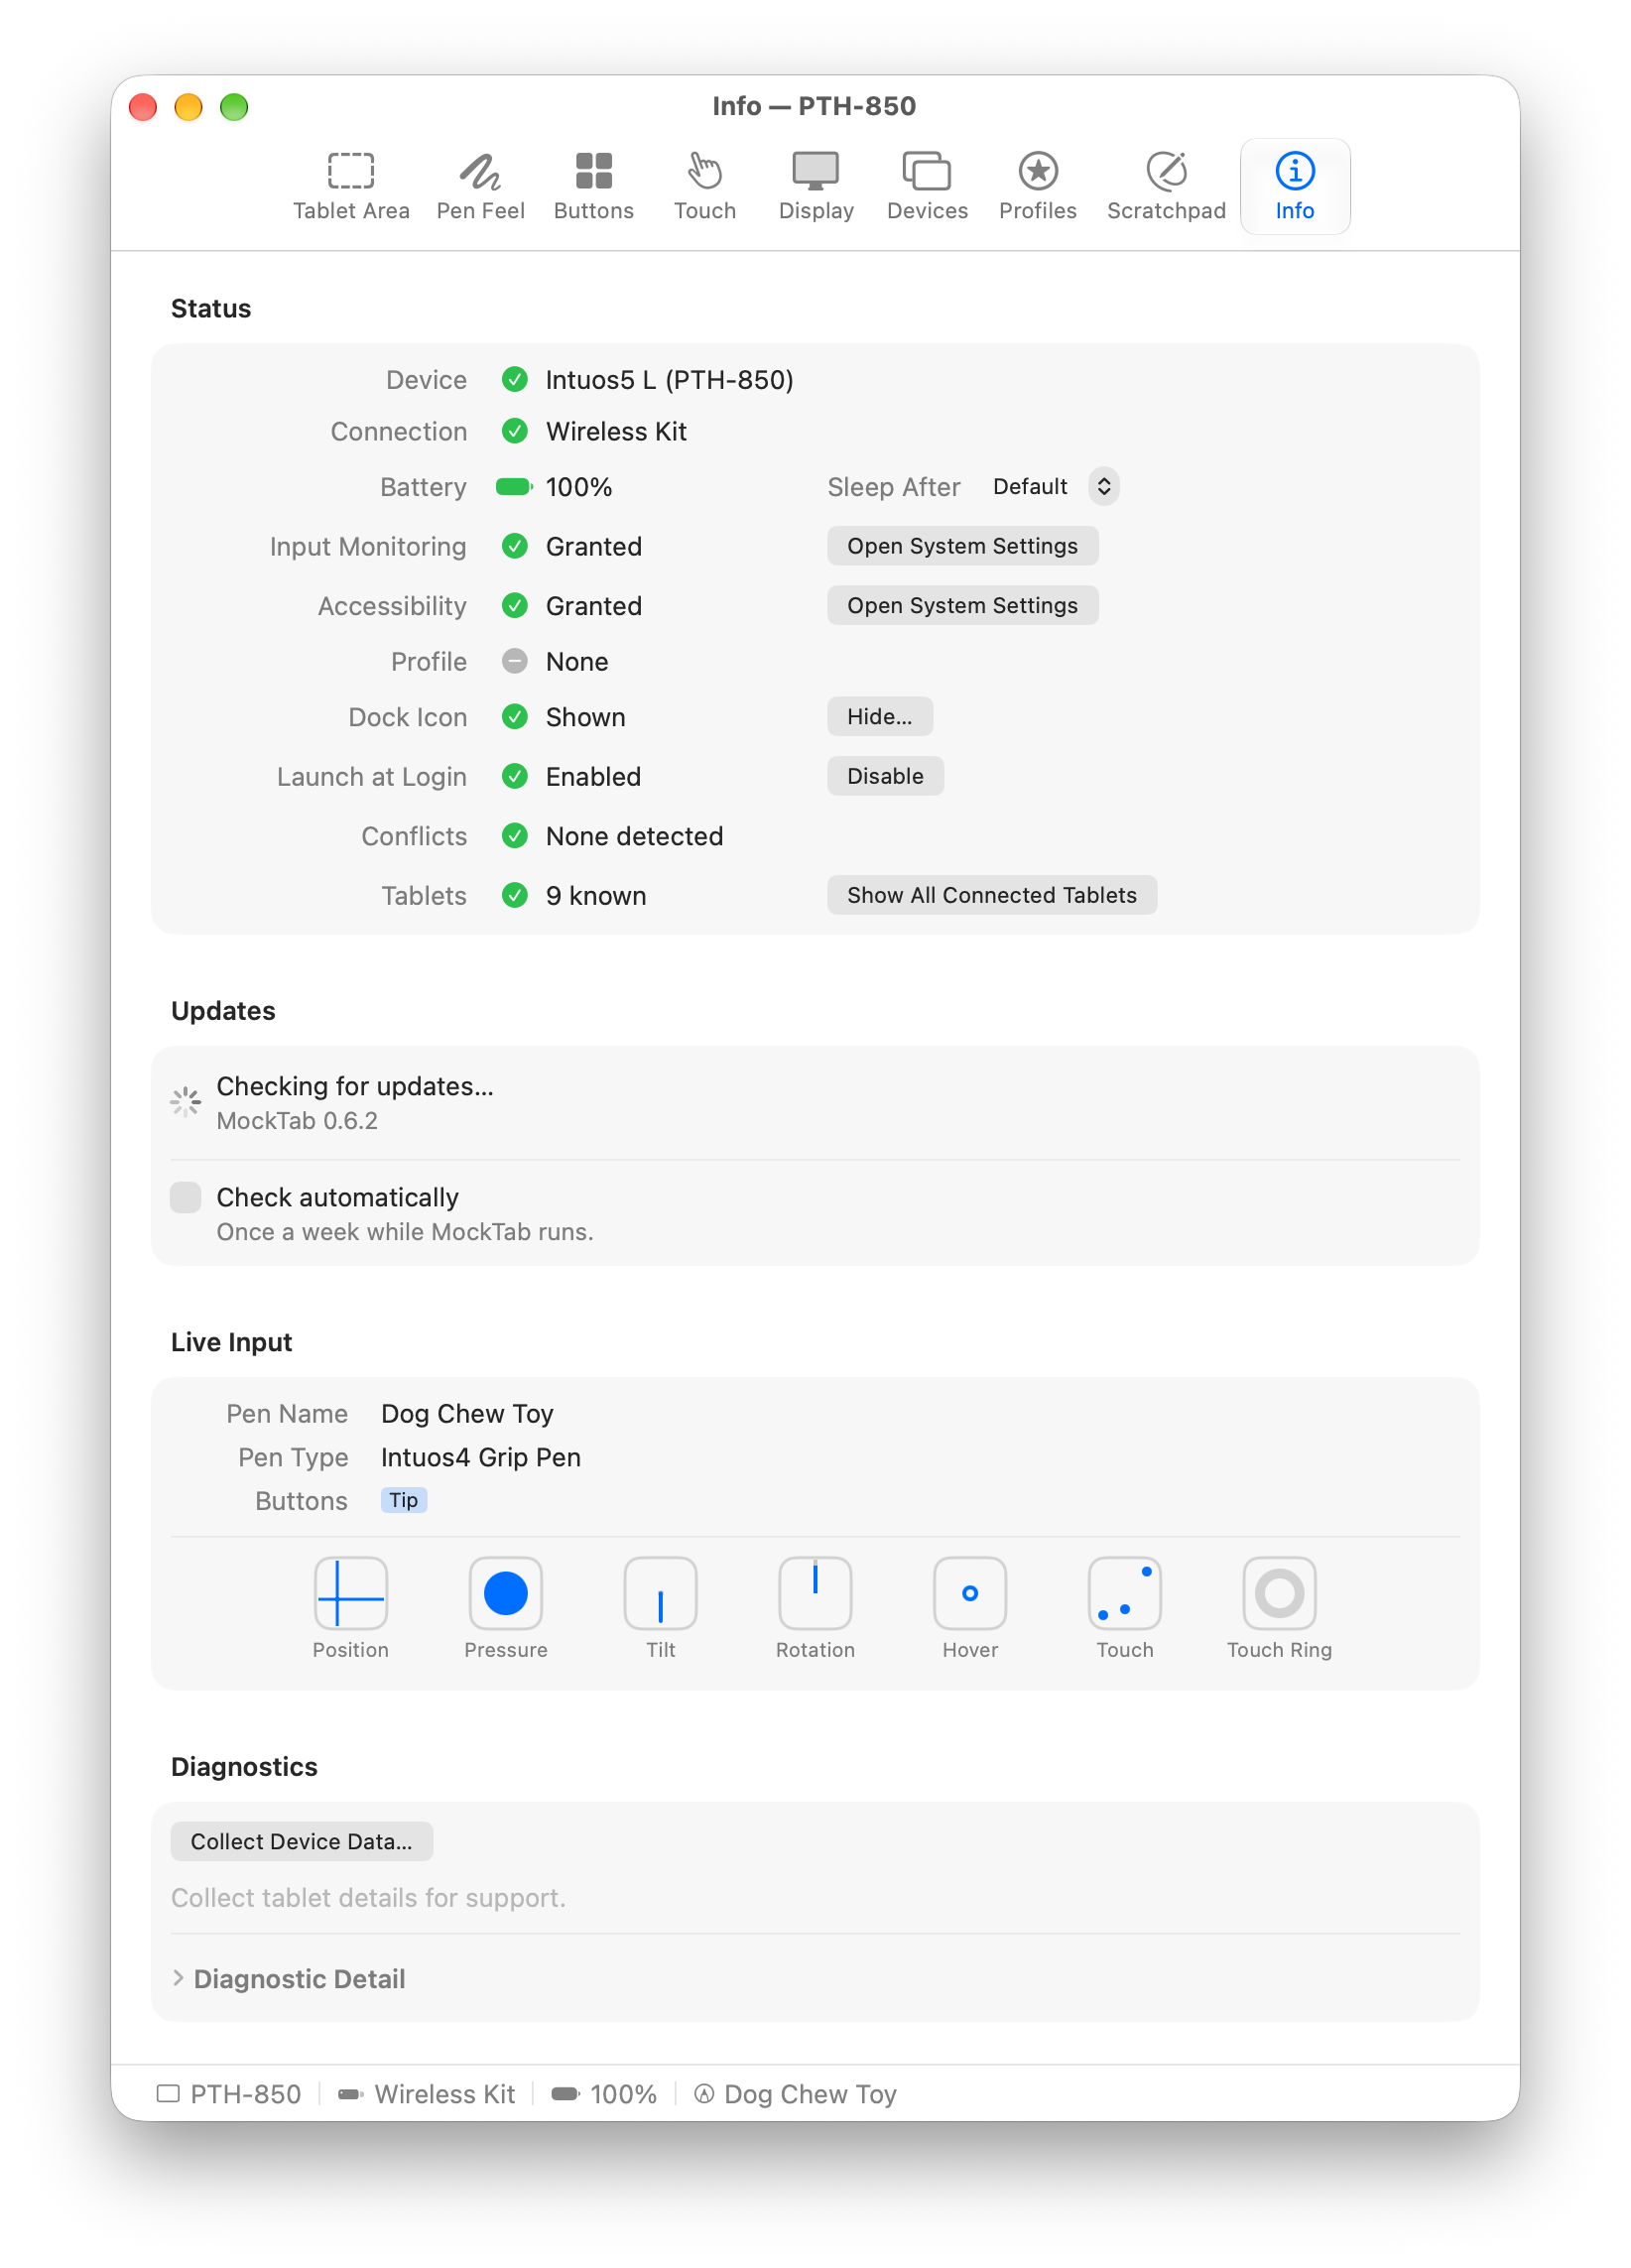 Info — PTH-850
Tablet Area
Pen Feel
Buttons
Touch
Display
Devices
Profiles
Scratchpad
Info
Status
Device Intuos5 L (PTH-850)
Connection Wireless Kit
Battery 100% Sleep After Default
Input Monitoring Granted Open System Settings
Accessibility Granted Open System Settings
Profile None
Dock Icon Shown Hide...
Launch at Login Enabled Disable
Conflicts None detected
Tablets 9 known Show All Connected Tablets
Updates
Checking for updates...
MockTab 0.6.2
Check automatically
Once a week while MockTab runs.
Live Input
Pen Name Dog Chew Toy
Pen Type Intuos4 Grip Pen
Buttons Tip
Position Pressure Tilt Rotation Hover Touch Touch Ring
Diagnostics
Collect Device Data...
Collect tablet details for support.
Diagnostic Detail
PTH-850 Wireless Kit 100% Dog Chew Toy